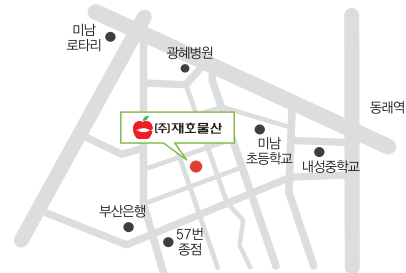 미남
로타리
광혜병원
동래역
(주)재호물산
미남
초등학교
내성중학교
부산은행
57번
종점